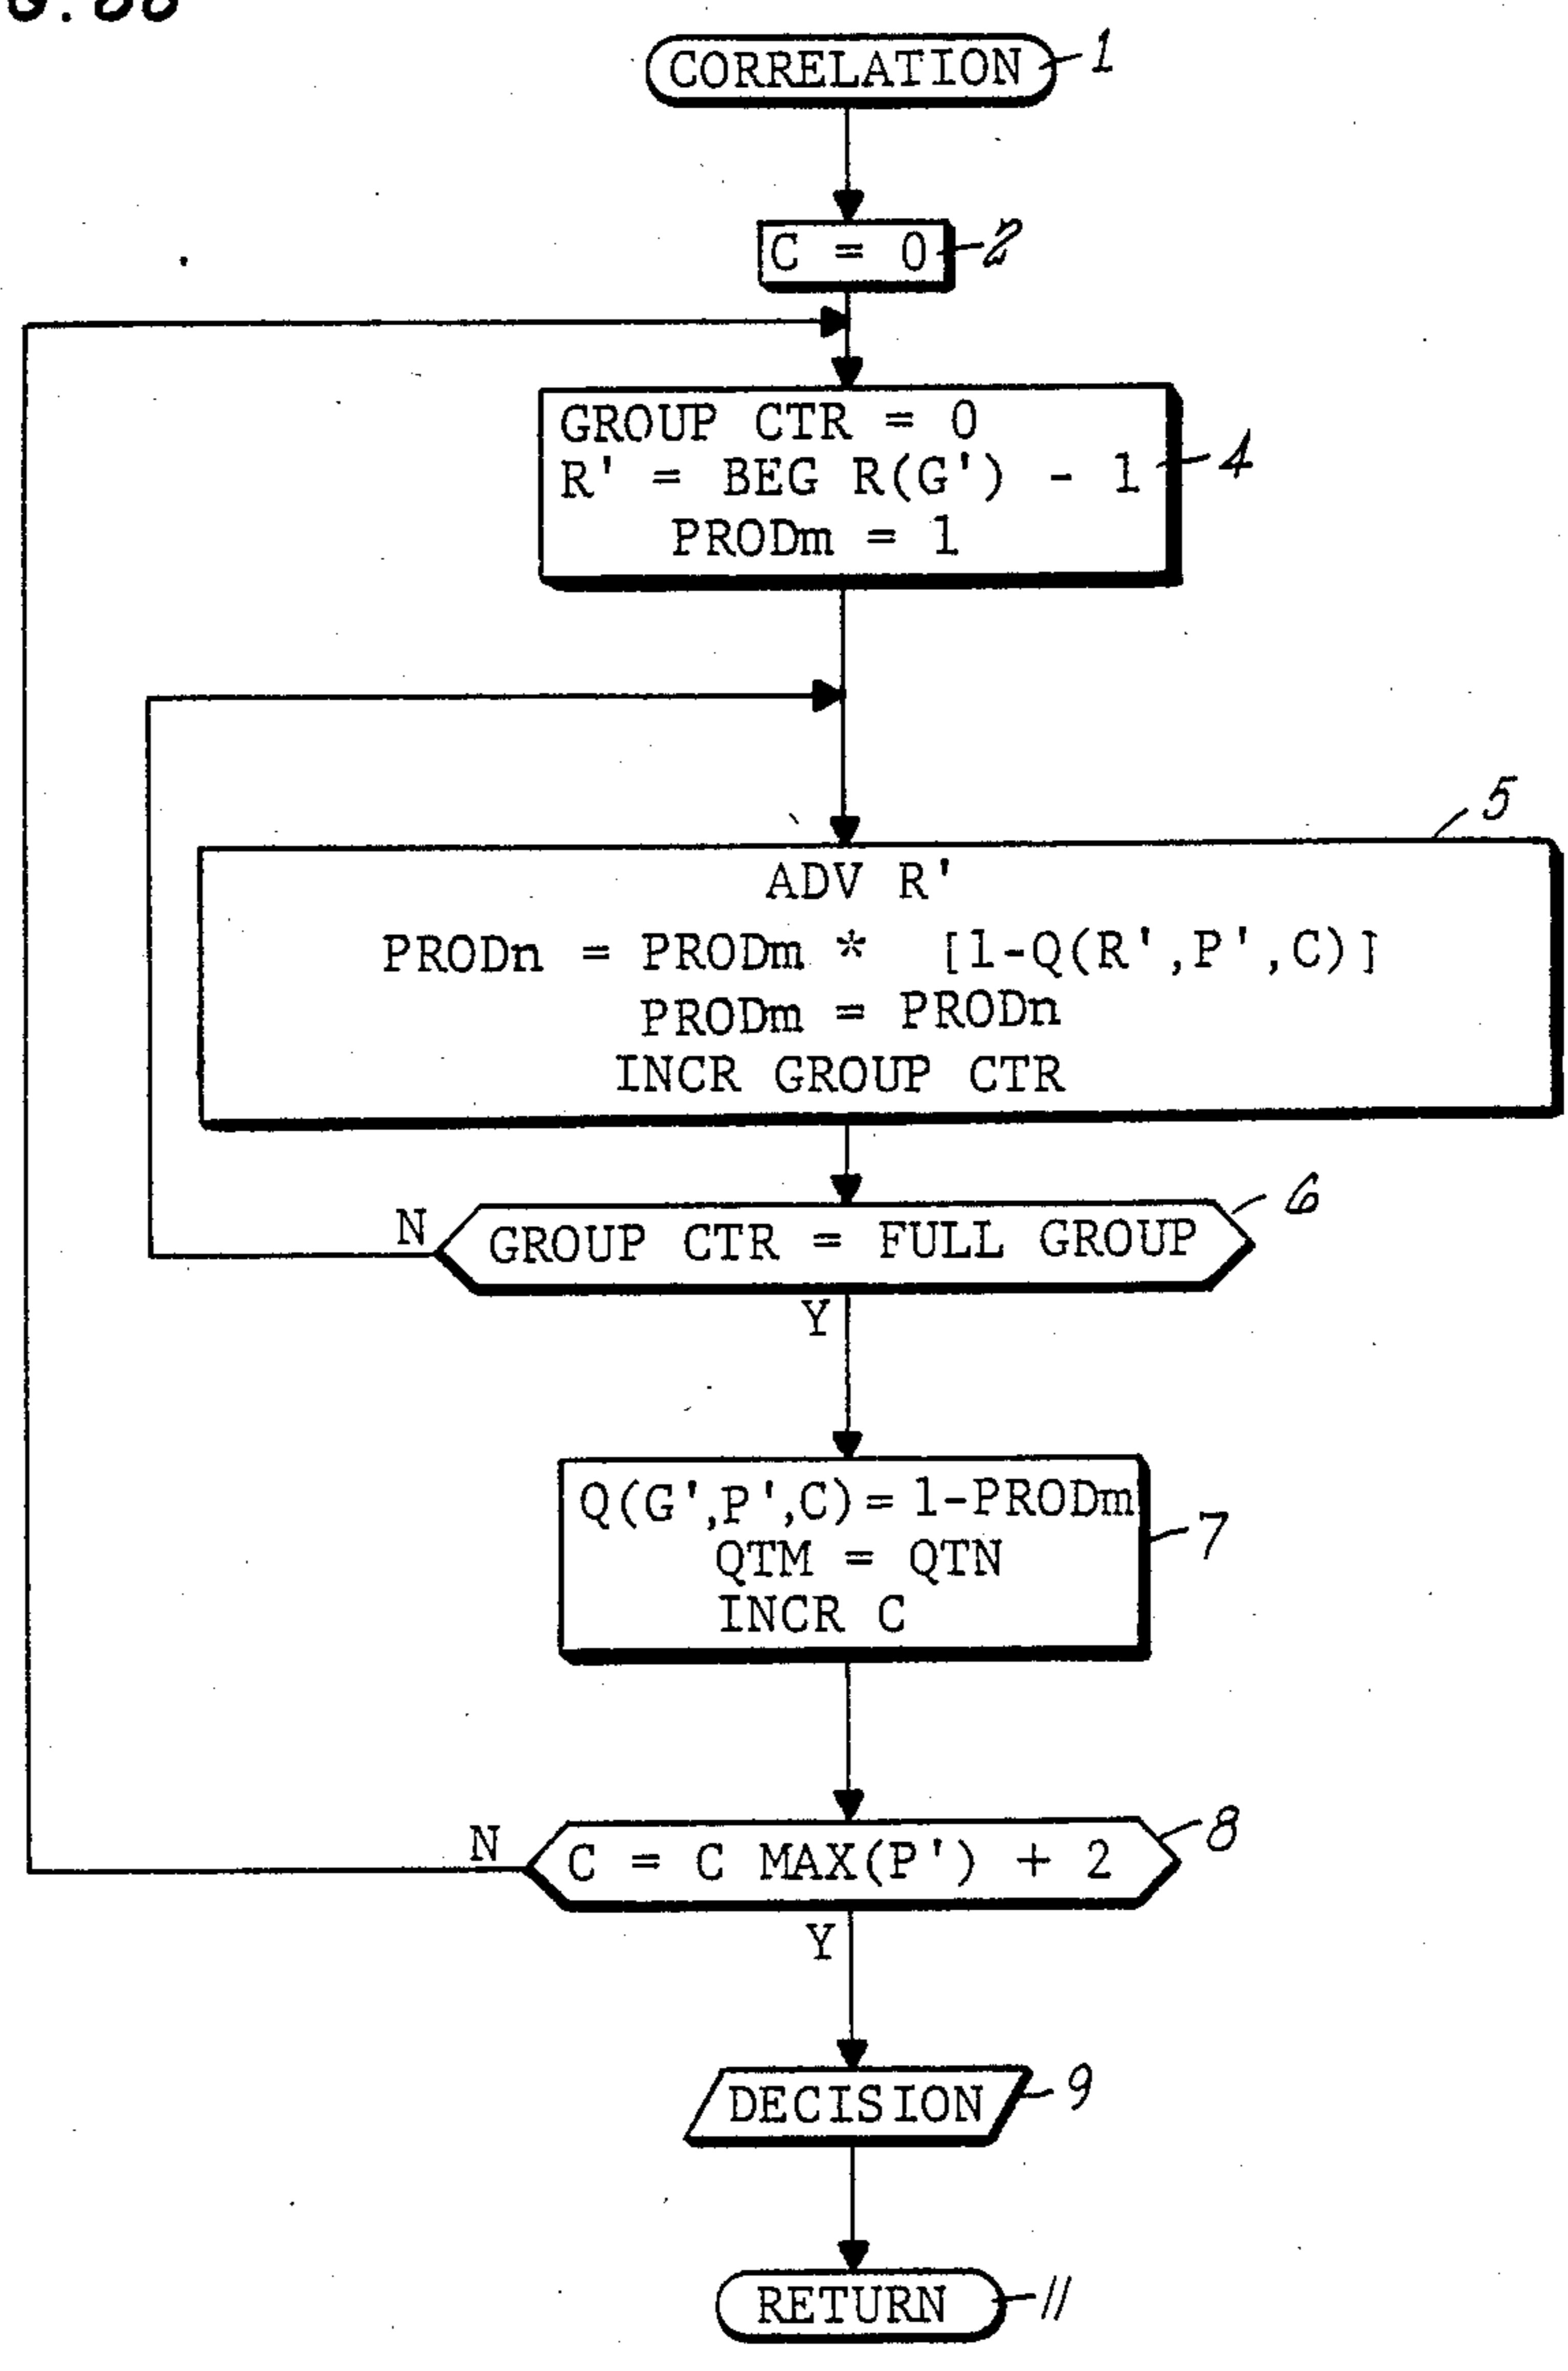 CORRELATION 1
C = 0 2
GROUP CTR = 0
R' = BEG R(G') - 1 4
PRODm = 1
5
ADV R'
PRODn = PRODm * [1-Q(R',P',C)]
PRODm = PRODn
INCR GROUP CTR
6
N GROUP CTR = FULL GROUP
Y
Q(G',P',C) = 1-PRODm
7
QTM = QTN
INCR C
8
N C = C MAX(P') + 2
Y
DECISION 9
RETURN 11